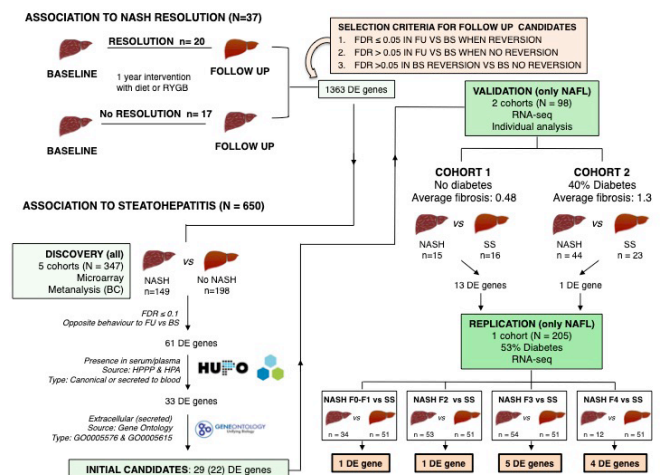 ASSOCIATION TO NASH RESOLUTION (N=37)
RESOLUTION n= 20
BASELINE
FOLLOW UP
1 year intervention
with diet or RYGB
No RESOLUTION n= 17
BASELINE
FOLLOW UP
SELECTION CRITERIA FOR FOLLOW UP CANDIDATES
1. FDR ≤ 0.05 IN FU VS BS WHEN REVERSION
2. FDR > 0.05 IN FU VS BS WHEN NO REVERSION
3. FDR >0.05 IN BS REVERSION VS BS NO REVERSION
1363 DE genes
VALIDATION (only NAFL)
2 cohorts (N = 98)
RNA-seq
Individual analysis
COHORT 1
No diabetes
Average fibrosis: 0.48
vs
NASH
n=15
SS
n=16
13 DE genes
COHORT 2
40% Diabetes
Average fibrosis: 1.3
vs
NASH
n= 44
SS
n = 23
1 DE gene
ASSOCIATION TO STEATOHEPATITIS (N = 650)
DISCOVERY (all)
5 cohorts (N = 347)
Microarray
Metanalysis (BC)
vs
NASH
n=149
No NASH
n=198
FDR ≤ 0.1
Opposite behaviour to FU vs BS
61 DE genes
Presence in serum/plasma
Source: HPPP & HPA
Type: Canonical or secreted to blood
HUPO
33 DE genes
Extracellular (secreted)
Source: Gene Ontology
Type: GO0005576 & GO0005615
GENEONTOLOGY
Unifying Biology
INITIAL CANDIDATES: 29 (22) DE genes
REPLICATION (only NAFL)
1 cohort (N = 205)
53% Diabetes
RNA-seq
NASH F0-F1 vs SS
vs
n = 34
n = 51
1 DE gene
NASH F2 vs SS
vs
n = 53
n = 51
1 DE gene
NASH F3 vs SS
vs
n = 54
n = 51
5 DE gene
NASH F4 vs SS
vs
n = 12
n = 51
4 DE gene